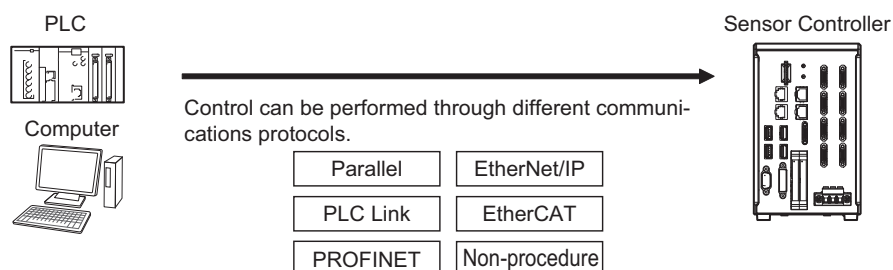 PLC
Sensor Controller
Control can be performed through different communi-
cations protocols.
Computer
Parallel
EtherNet/IP
PLC Link
EtherCAT
PROFINET
Non-procedure